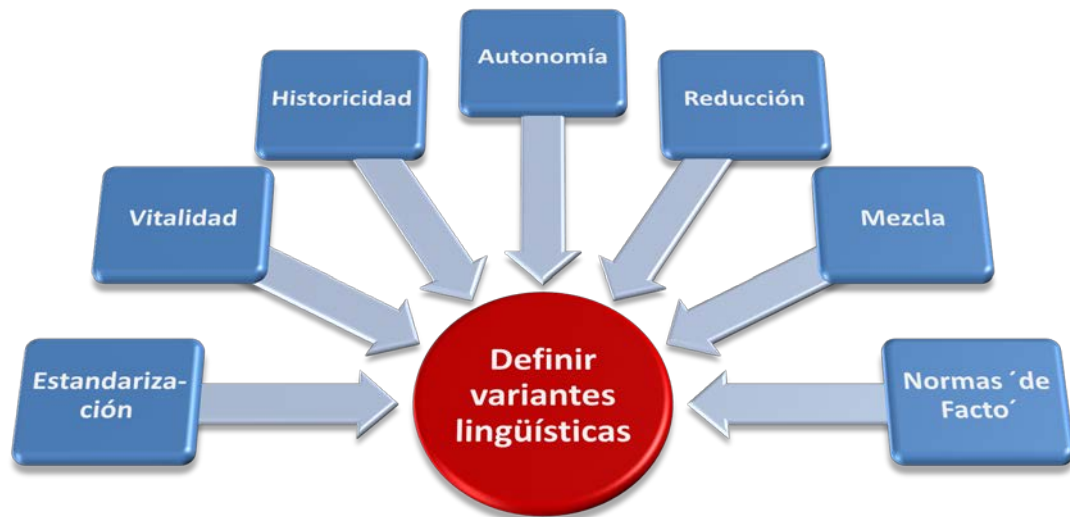 Autonomía
Historicidad
Reducción
Vitalidad
Mezcla
Estandariza-
ción
Definir
variantes
lingüísticas
Normas ´de
Facto´